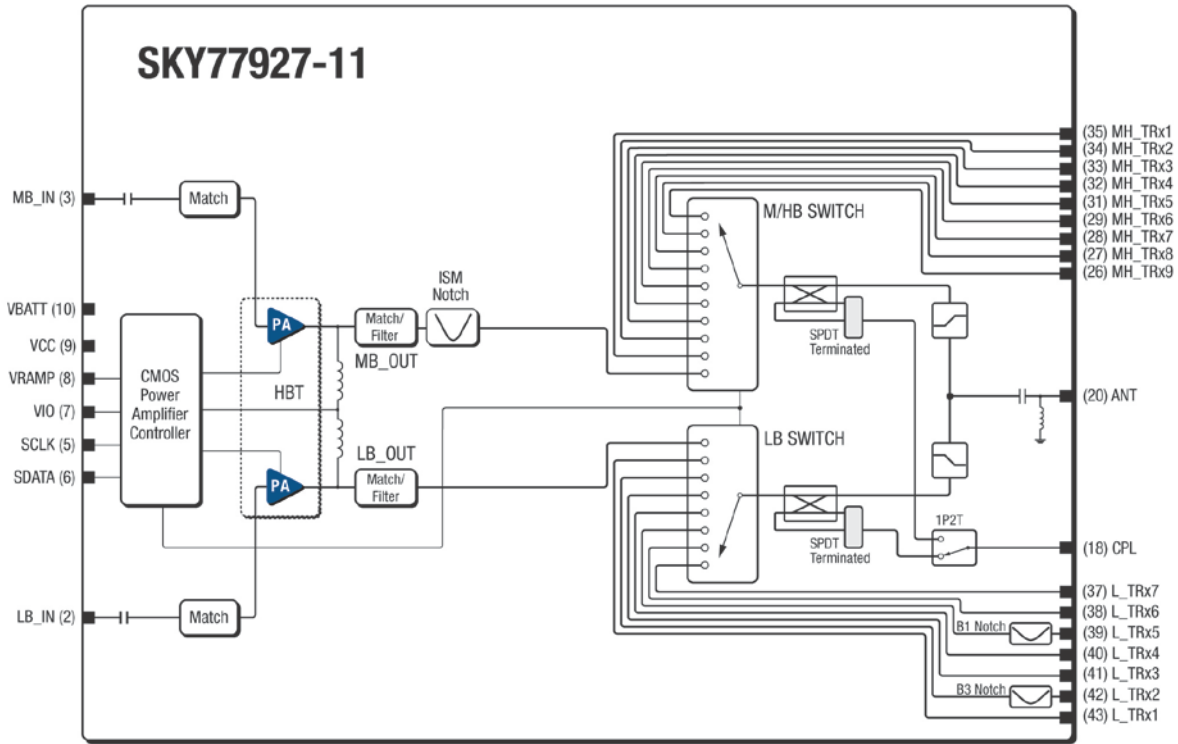 SKY77927-11
MB_IN (3)
Match
VBATT (10)
VCC (9)
VRAMP (8)
VIO (7)
SCLK (5)
SDATA (6)
CMOS
Power
Amplifier
Controller
PA
HBT
PA
LB_IN (2)
Match
Match/
Filter
MB_OUT
ISM
Notch
LB_OUT
Match/
Filter
M/HB SWITCH
SPDT
Terminated
LB SWITCH
SPDT
Terminated
1P2T
(35) MH_TRx1
(34) MH_TRx2
(33) MH_TRx3
(32) MH_TRx4
(31) MH_TRx5
(29) MH_TRx6
(28) MH_TRx7
(27) MH_TRx8
(26) MH_TRx9
(20) ANT
(18) CPL
(37) L_TRx7
(38) L_TRx6
B1 Notch
(39) L_TRx5
(40) L_TRx4
(41) L_TRx3
B3 Notch
(42) L_TRx2
(43) L_TRx1